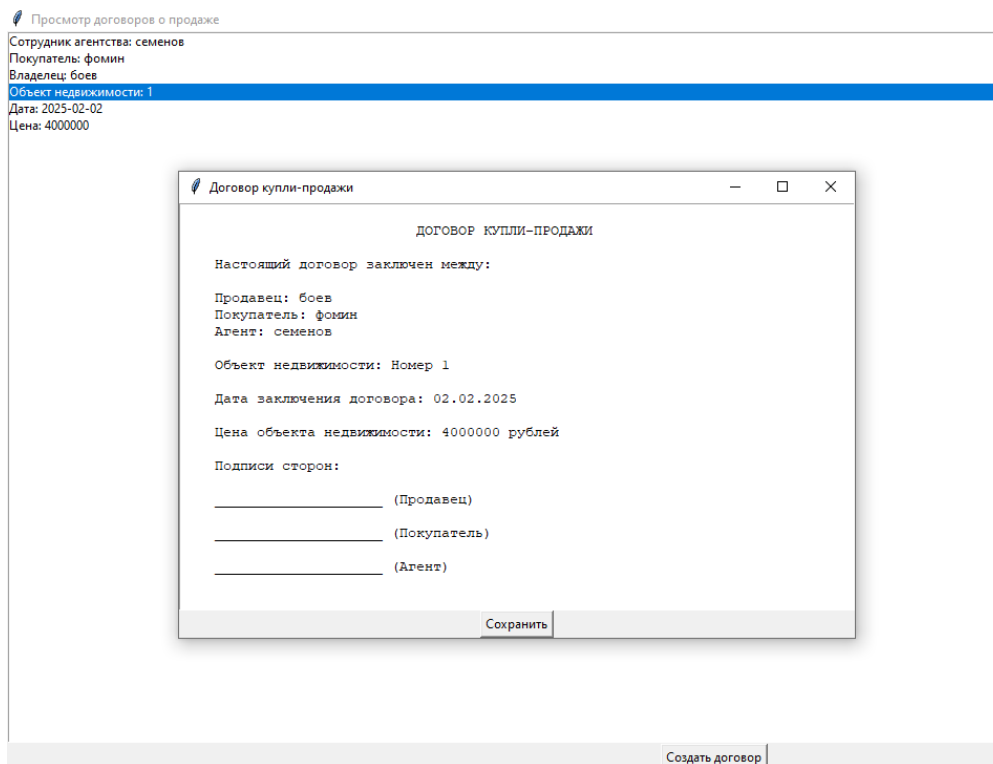 Просмотр договоров о продаже
Сотрудник агентства: семенов
Покупатель: фомин
Владелец: боев
Объект недвижимости: 1
Дата: 2025-02-02
Цена: 4000000
Договор купли-продажи
ДОГОВОР КУПЛИ-ПРОДАЖИ
Настоящий договор заключен между:
Продавец: боев
Покупатель: фомин
Агент: семенов
Объект недвижимости: Номер 1
Дата заключения договора: 02.02.2025
Цена объекта недвижимости: 4000000 рублей
Подписи сторон:
_____________________ (Продавец)
_____________________ (Покупатель)
_____________________ (Агент)
Сохранить
Создать договор